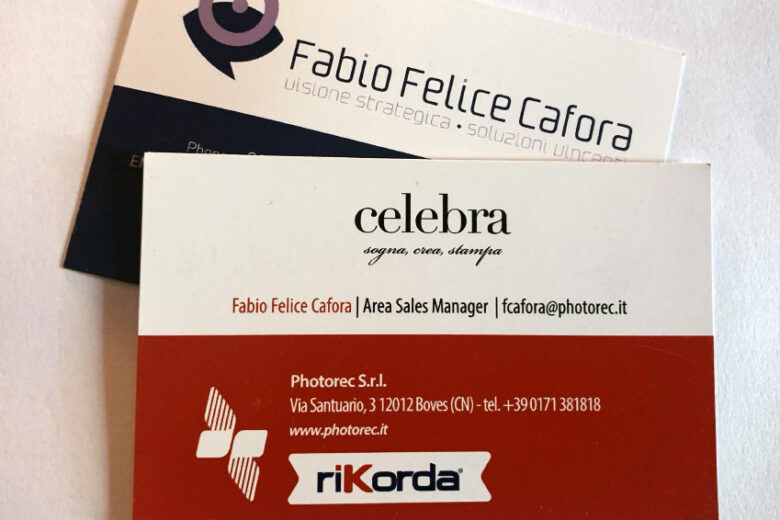 Fabio Felice Cafora
visione strategica • soluzioni vincenti
Phone
celebra
sogna, crea, stampa
Fabio Felice Cafora | Area Sales Manager | fcafora@photorec.it
Photorec S.r.l.
Via Santuario, 3 12012 Boves (CN) - tel. +39 0171 381818
www.photorec.it
riKorda®